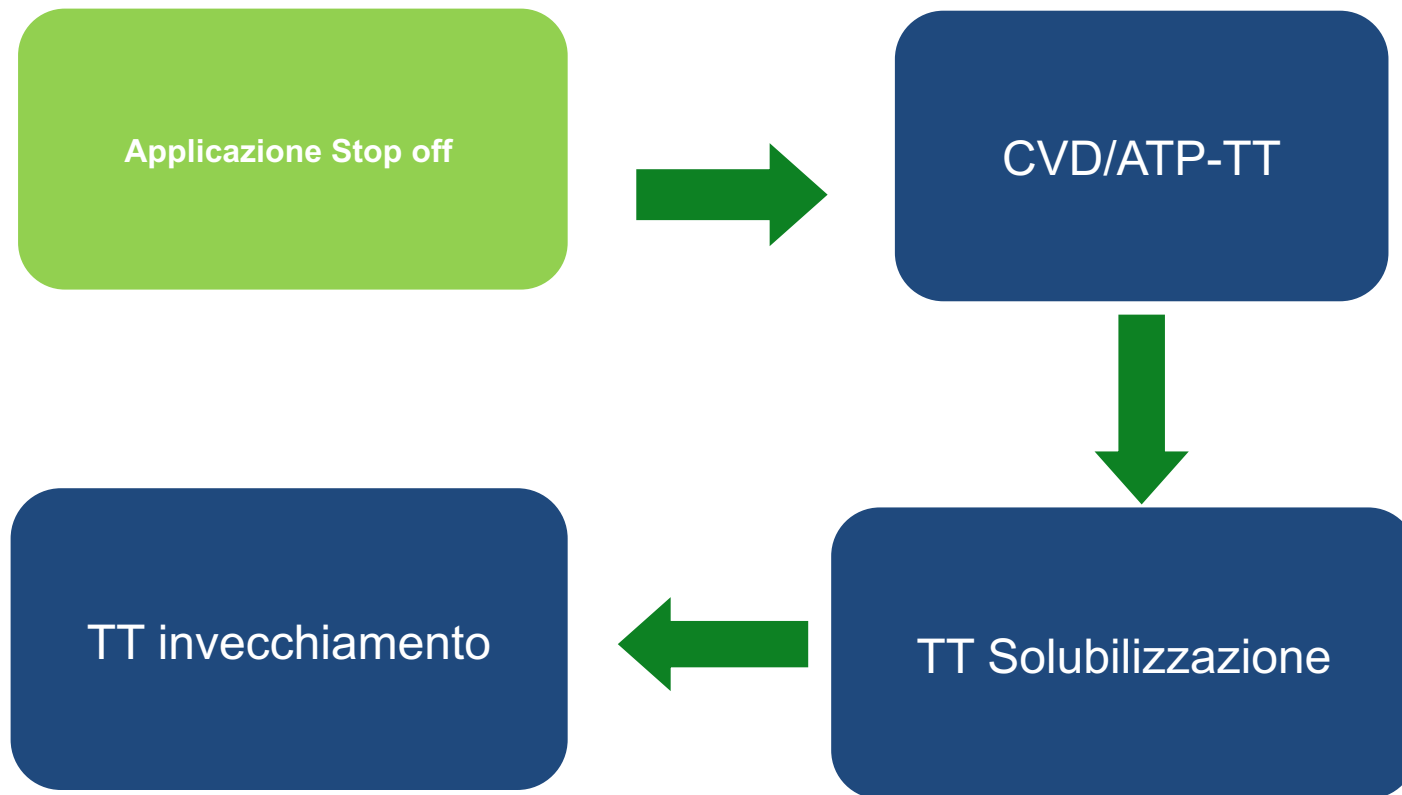 Applicazione Stop off
CVD/ATP-TT
TT Solubilizzazione
TT invecchiamento